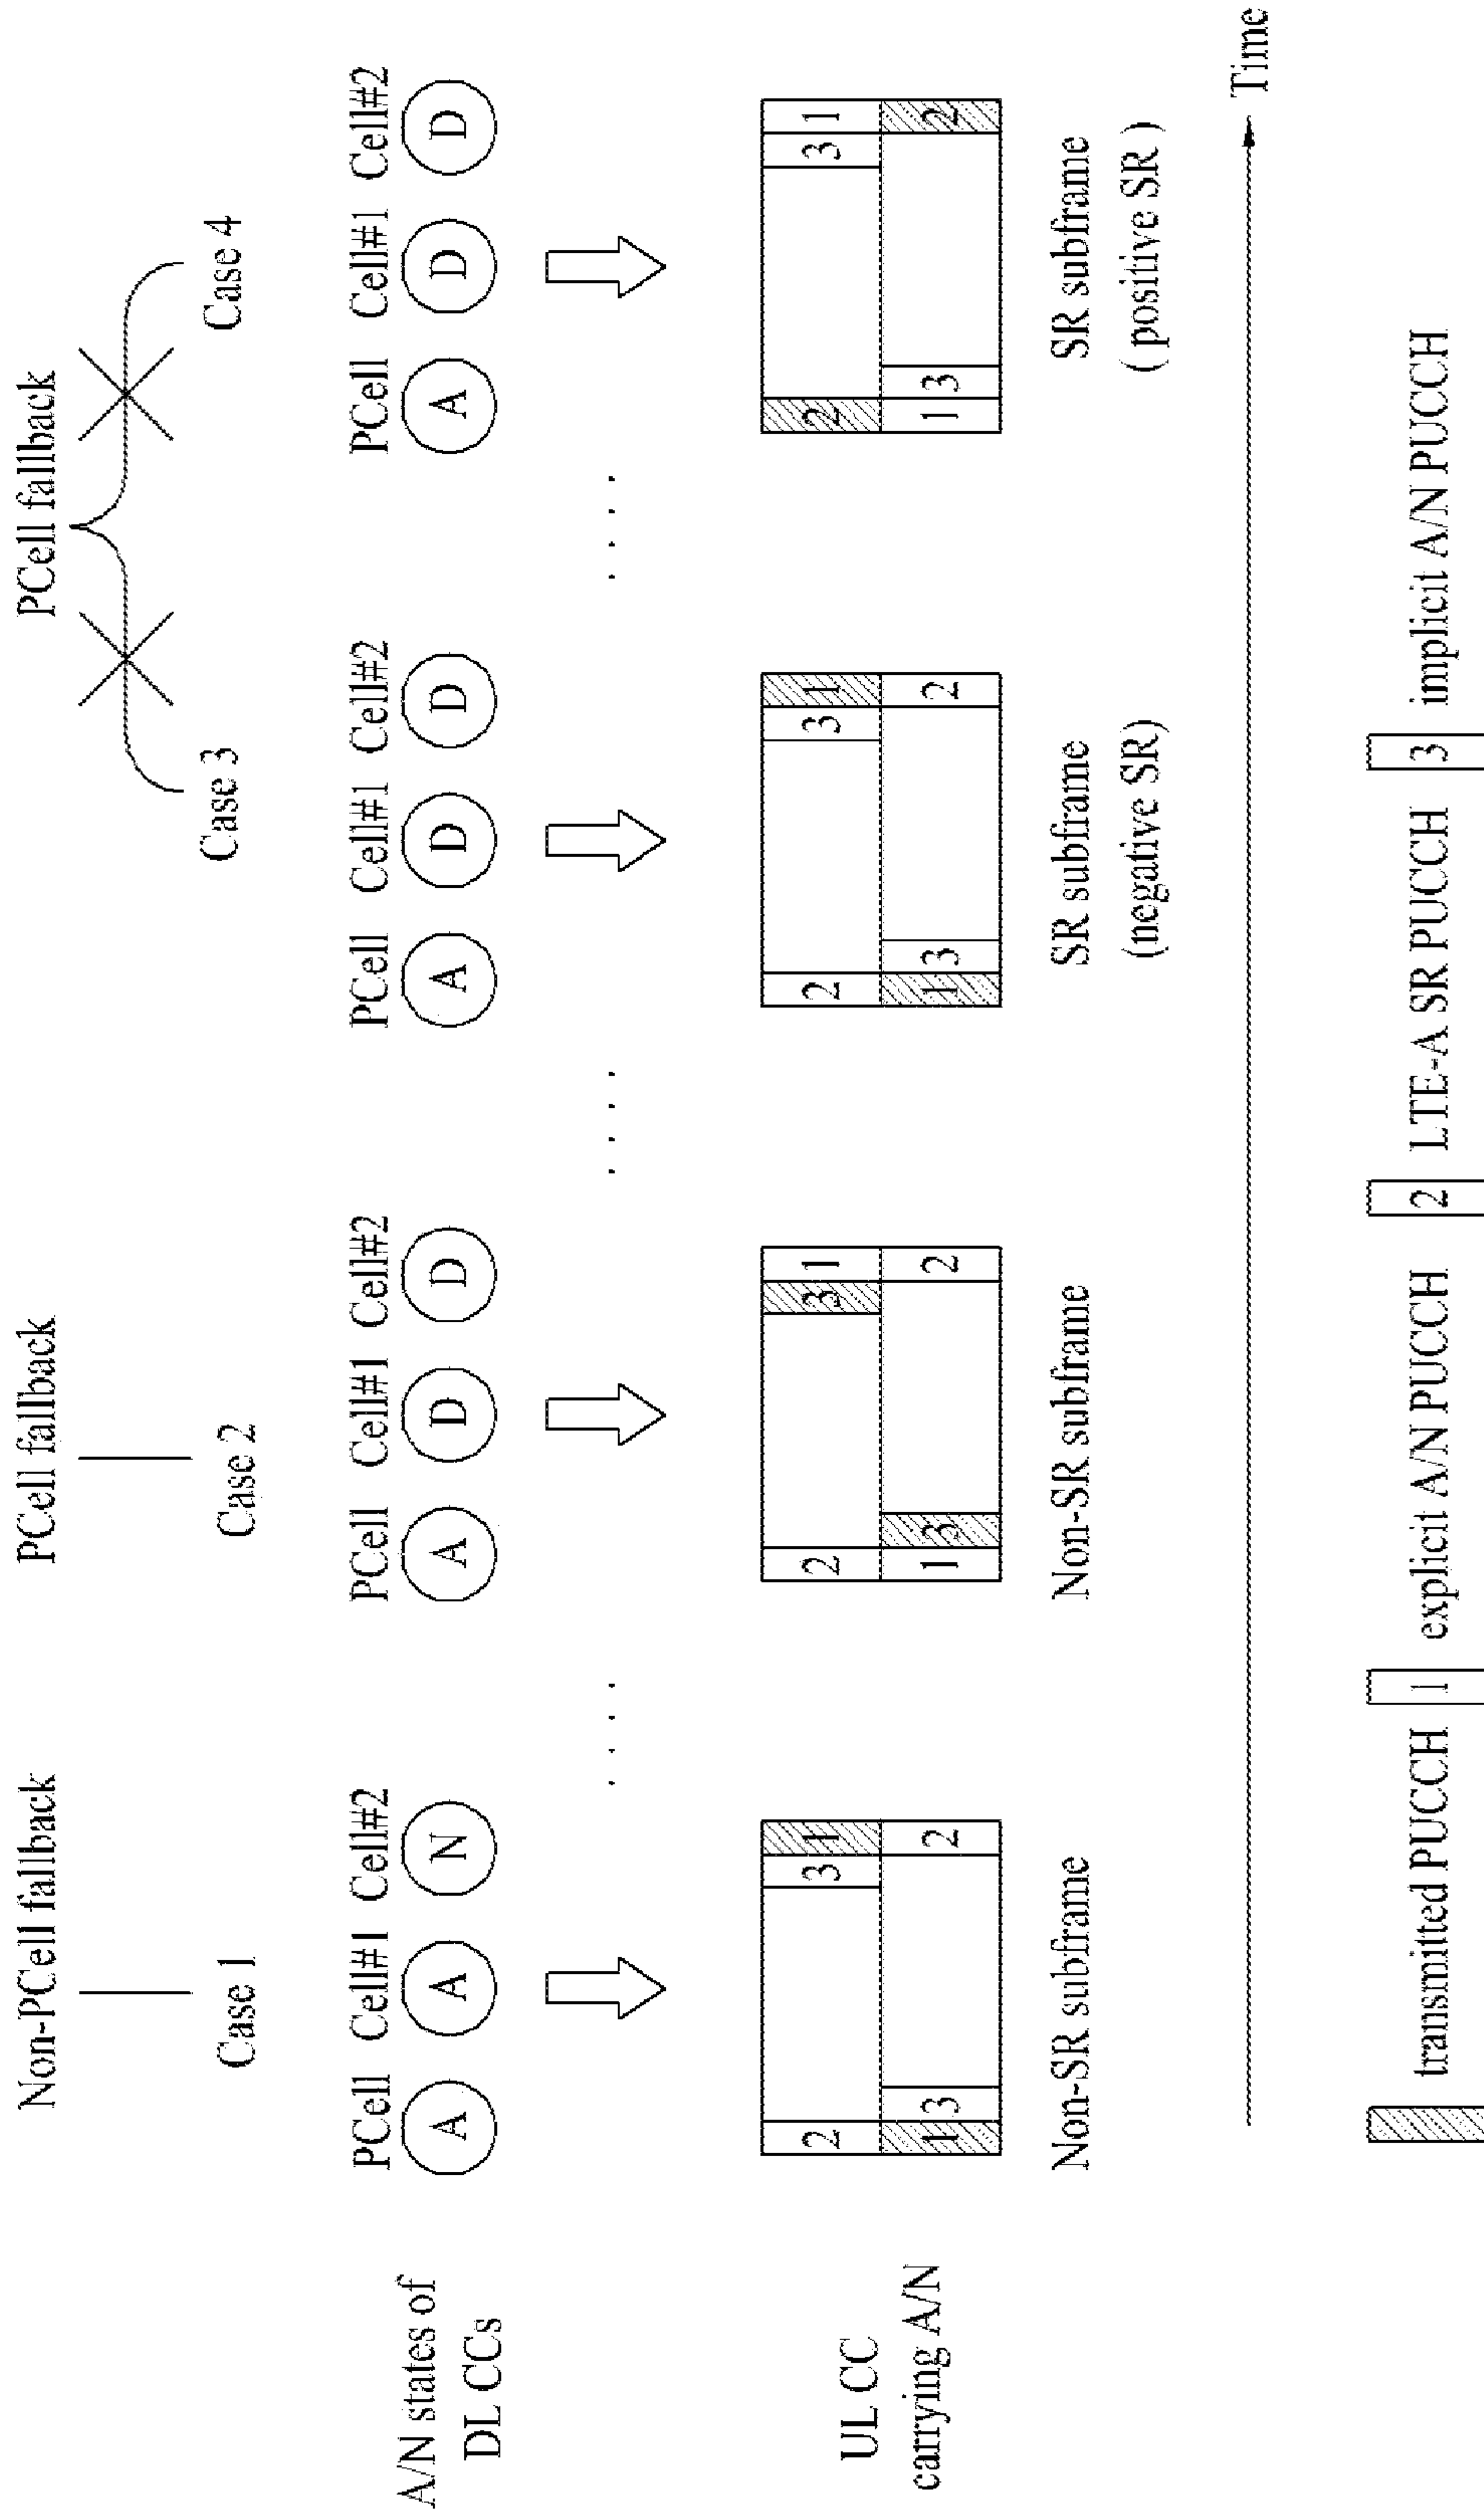 Non-PCell fallback
PCell fallback
PCell fallback
Case 1
Case 2
Case 3
Case 4
A/N states of
DL CCs
PCell Cell#1 Cell#2
A A N
PCell Cell#1 Cell#2
A D D
PCell Cell#1 Cell#2
A D D
PCell Cell#1 Cell#2
A D D
. . . .
. . . .
. . . .
UL CC
carrying A/N
2 3 1
1 3 2
2 3 1
1 3 2
2 3 1
1 3 2
2 3 1
1 3 2
Non-SR subframe
Non-SR subframe
SR subframe
(negative SR)
SR subframe
( positive SR )
Time
transmitted PUCCH
1 explicit A/N PUCCH
2 LTE-A SR PUCCH
3 implicit A/N PUCCH